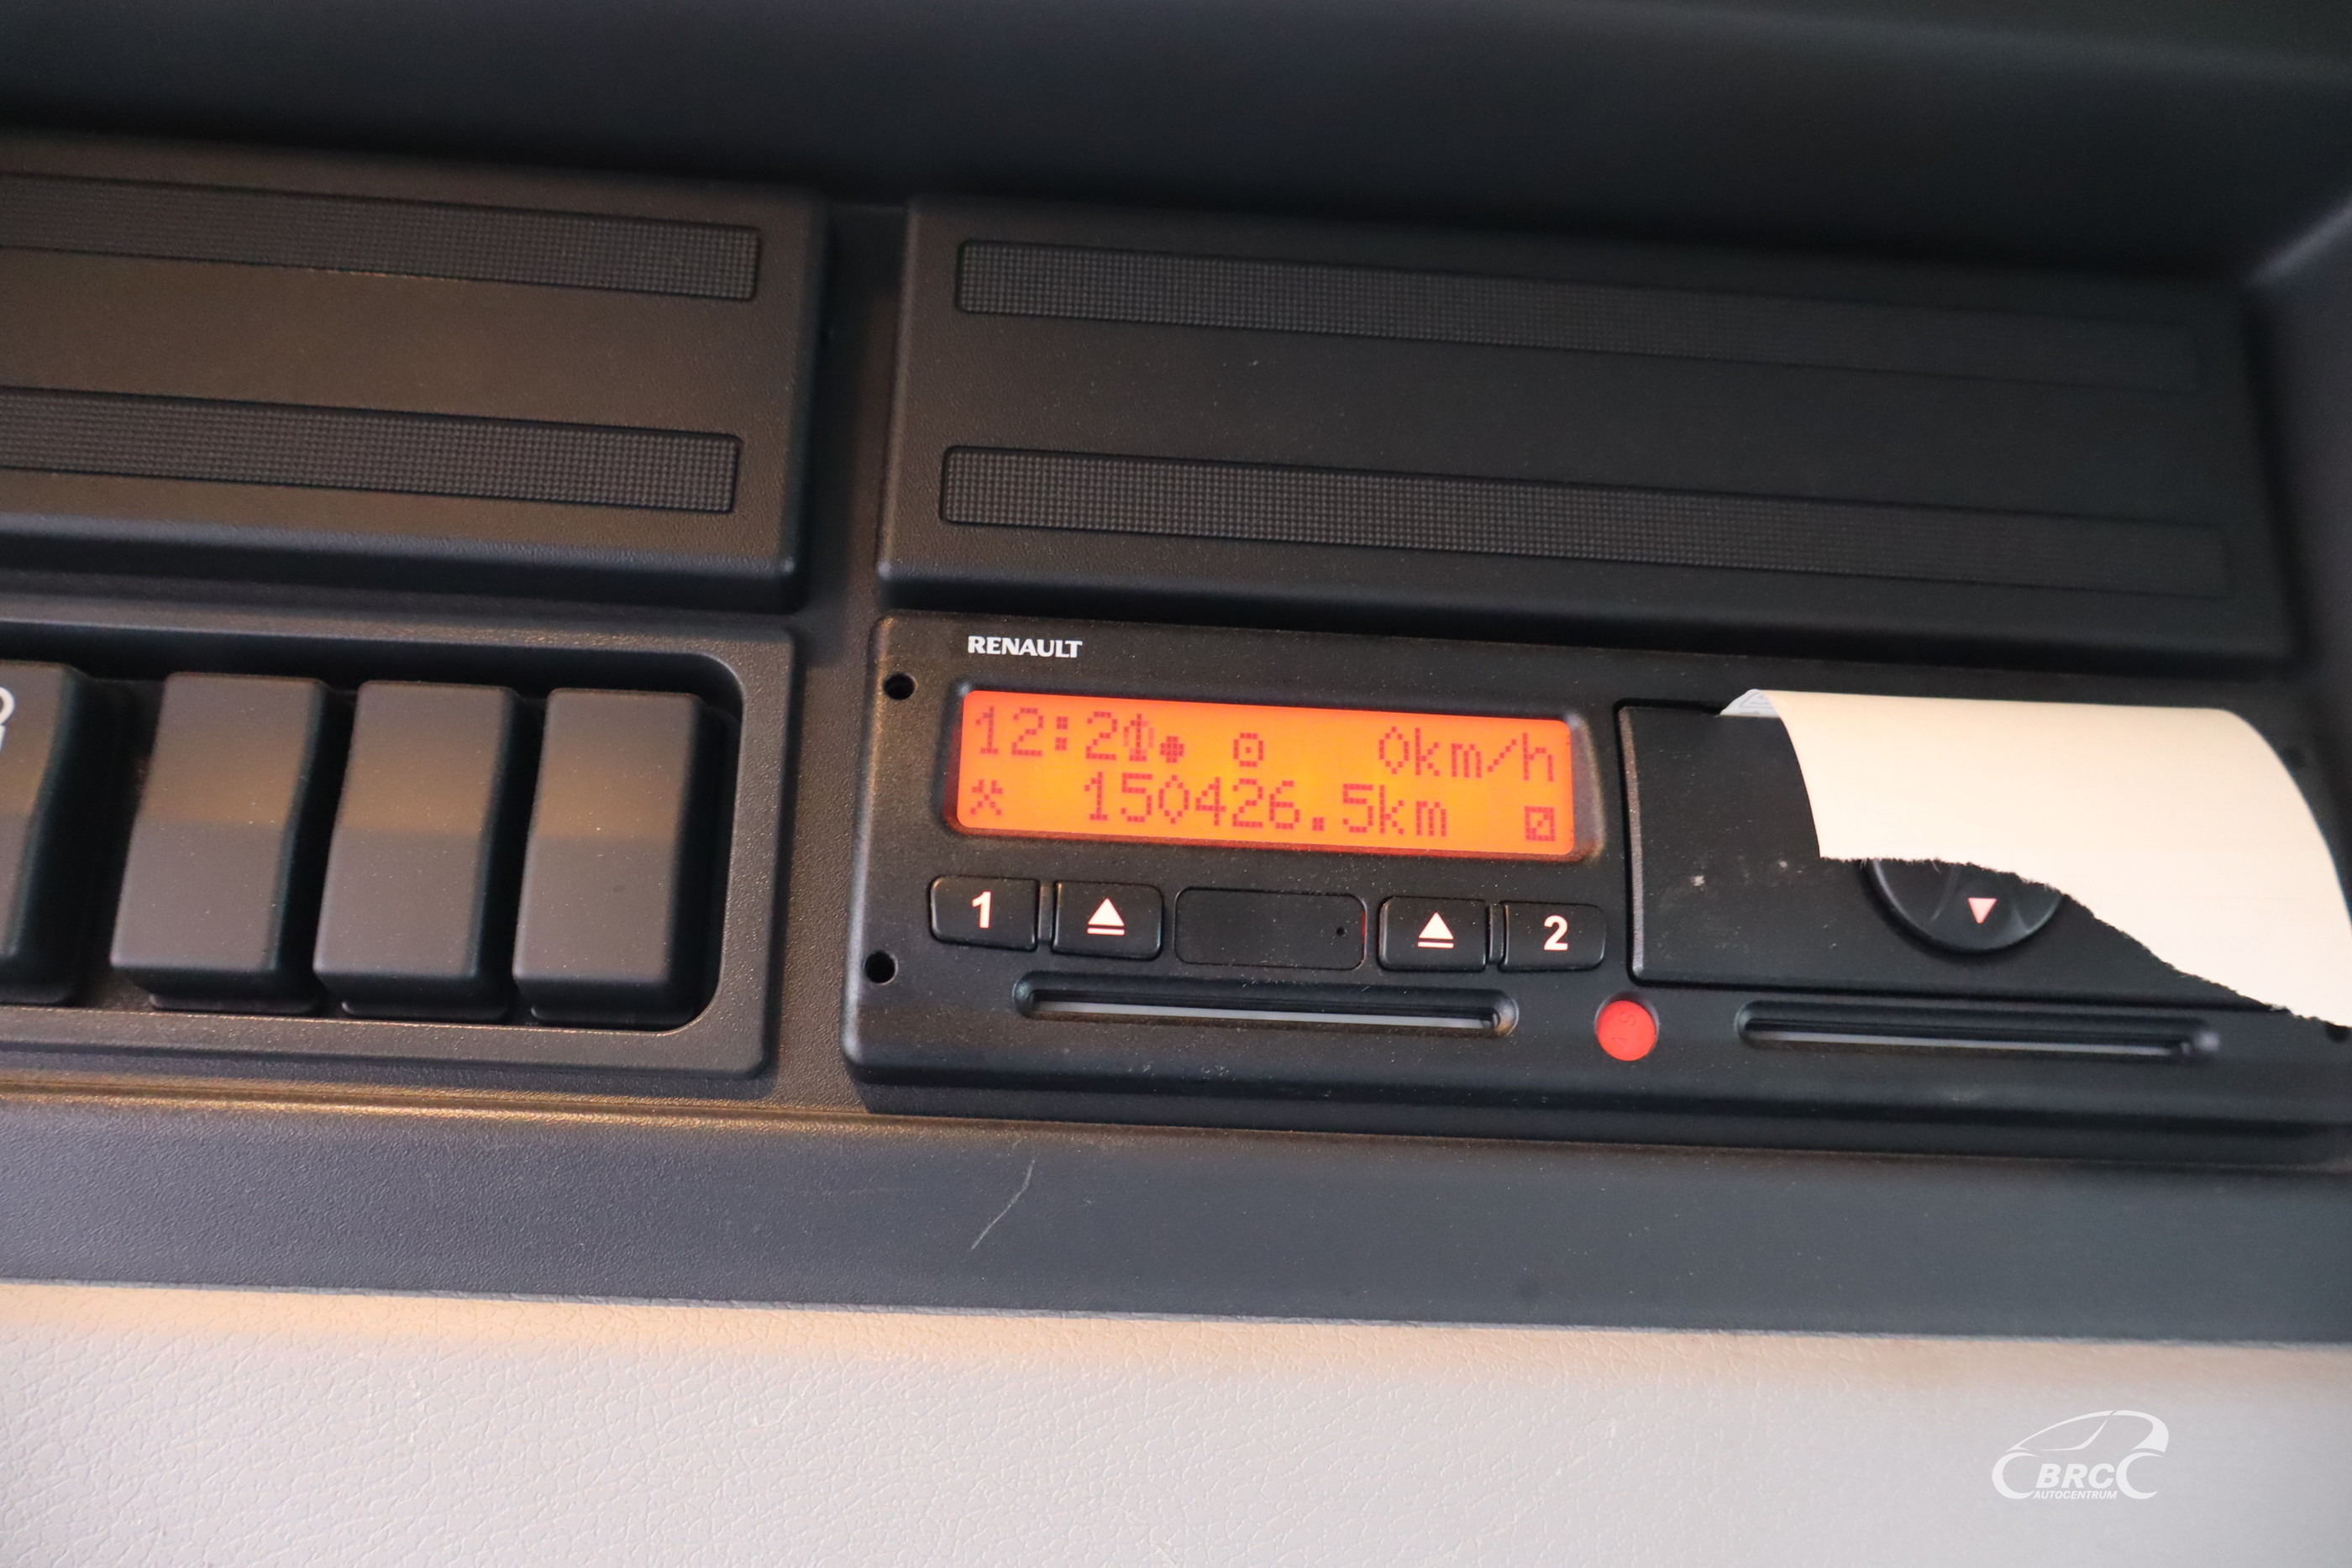 RENAULT
12:20 0km/h
150426.5km
1 2
BRC
AUTOCENTRUM